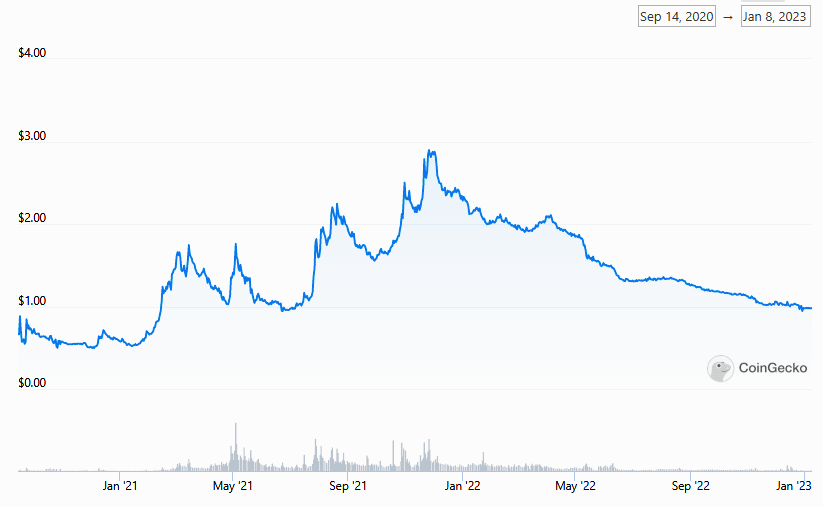 Sep 14, 2020 → Jan 8, 2023
$4.00
$3.00
$2.00
$1.00
$0.00
CoinGecko
Jan '21 May '21 Sep '21 Jan '22 May '22 Sep '22 Jan '23